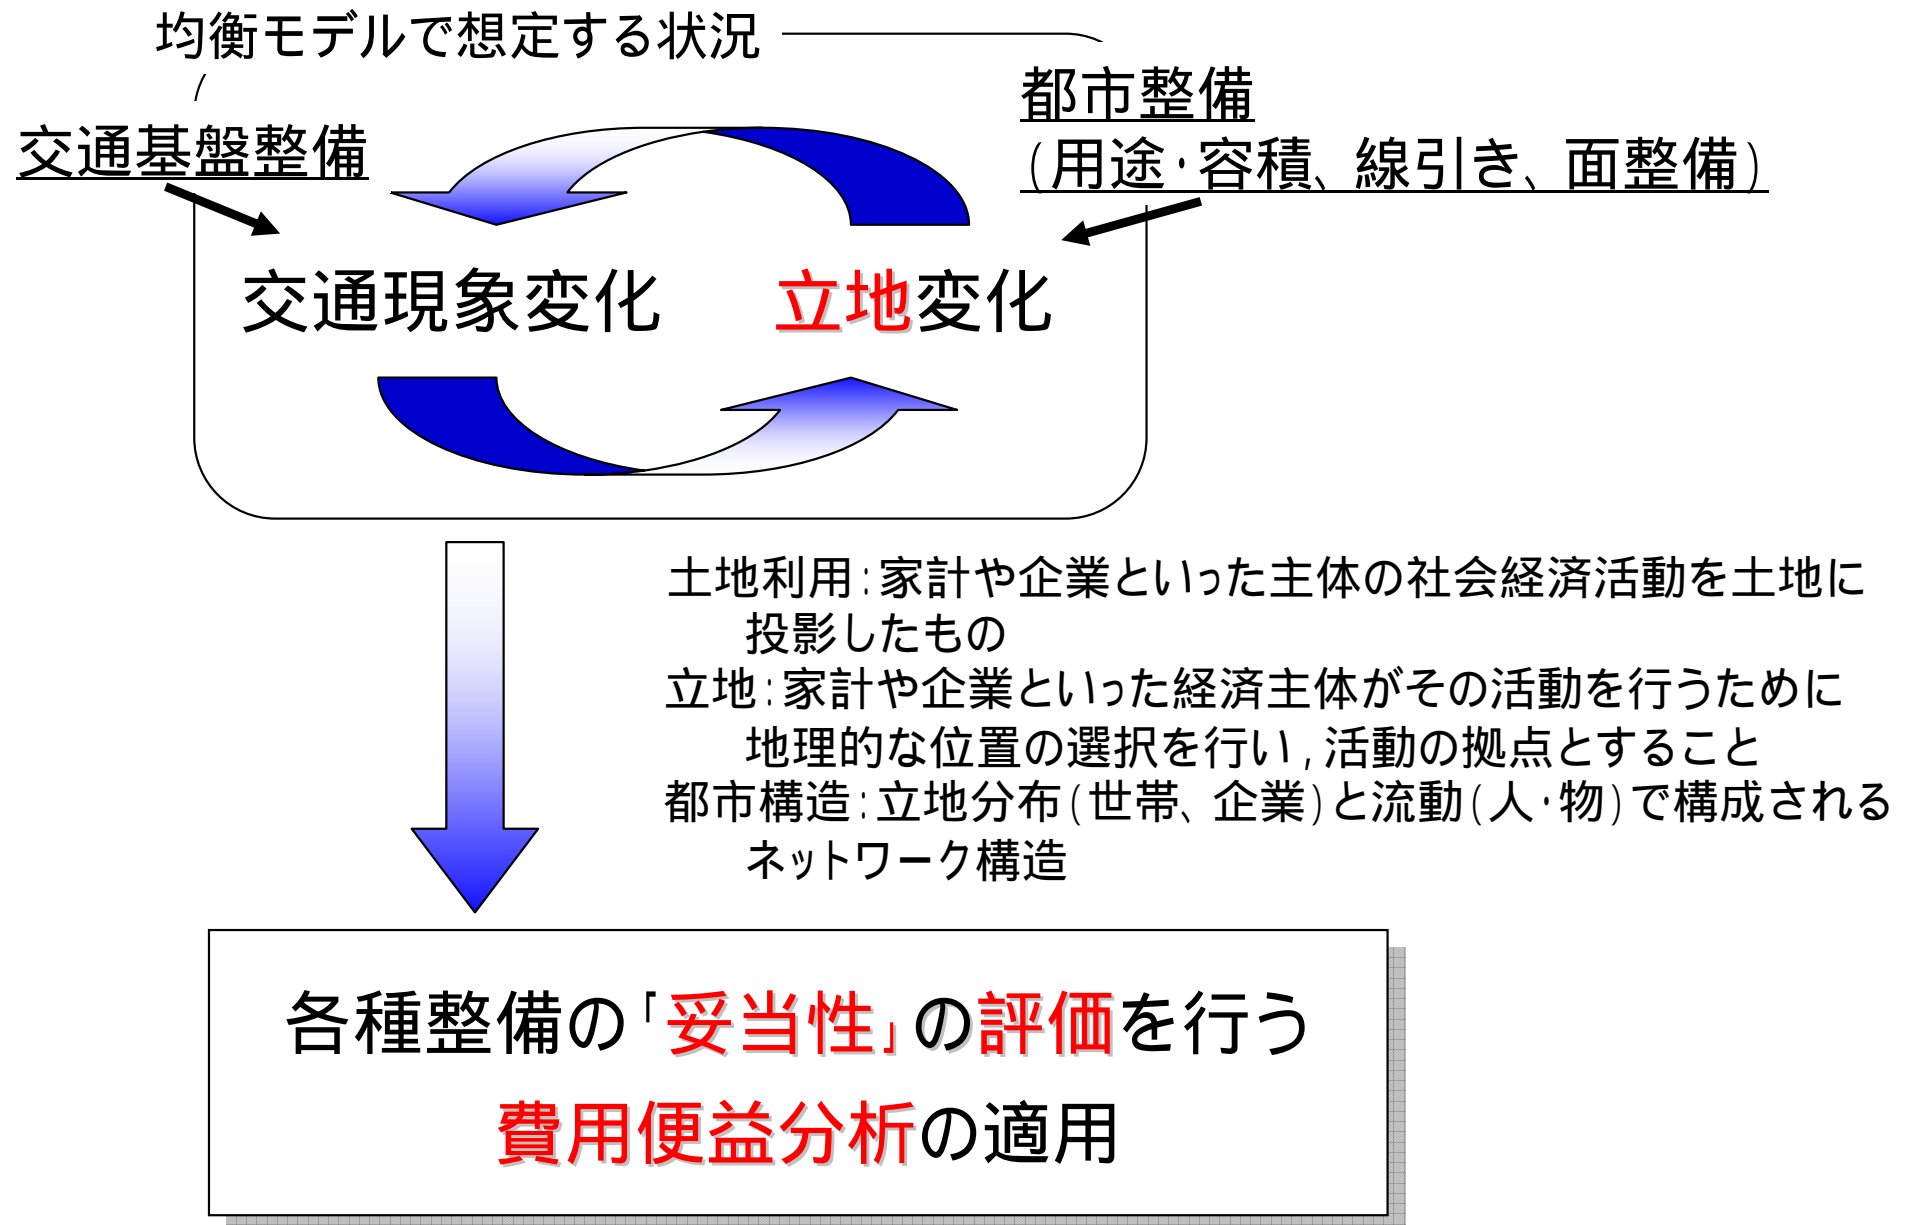 均衡モデルで想定する状況
交通基盤整備
都市整備
(用途・容積、線引き、面整備)
交通現象変化
立地変化
土地利用:家計や企業といった主体の社会経済活動を土地に
投影したもの
立地:家計や企業といった経済主体がその活動を行うために
地理的な位置の選択を行い,活動の拠点とすること
都市構造:立地分布(世帯、企業)と流動(人・物)で構成される
ネットワーク構造
各種整備の「妥当性」の評価を行う
費用便益分析の適用